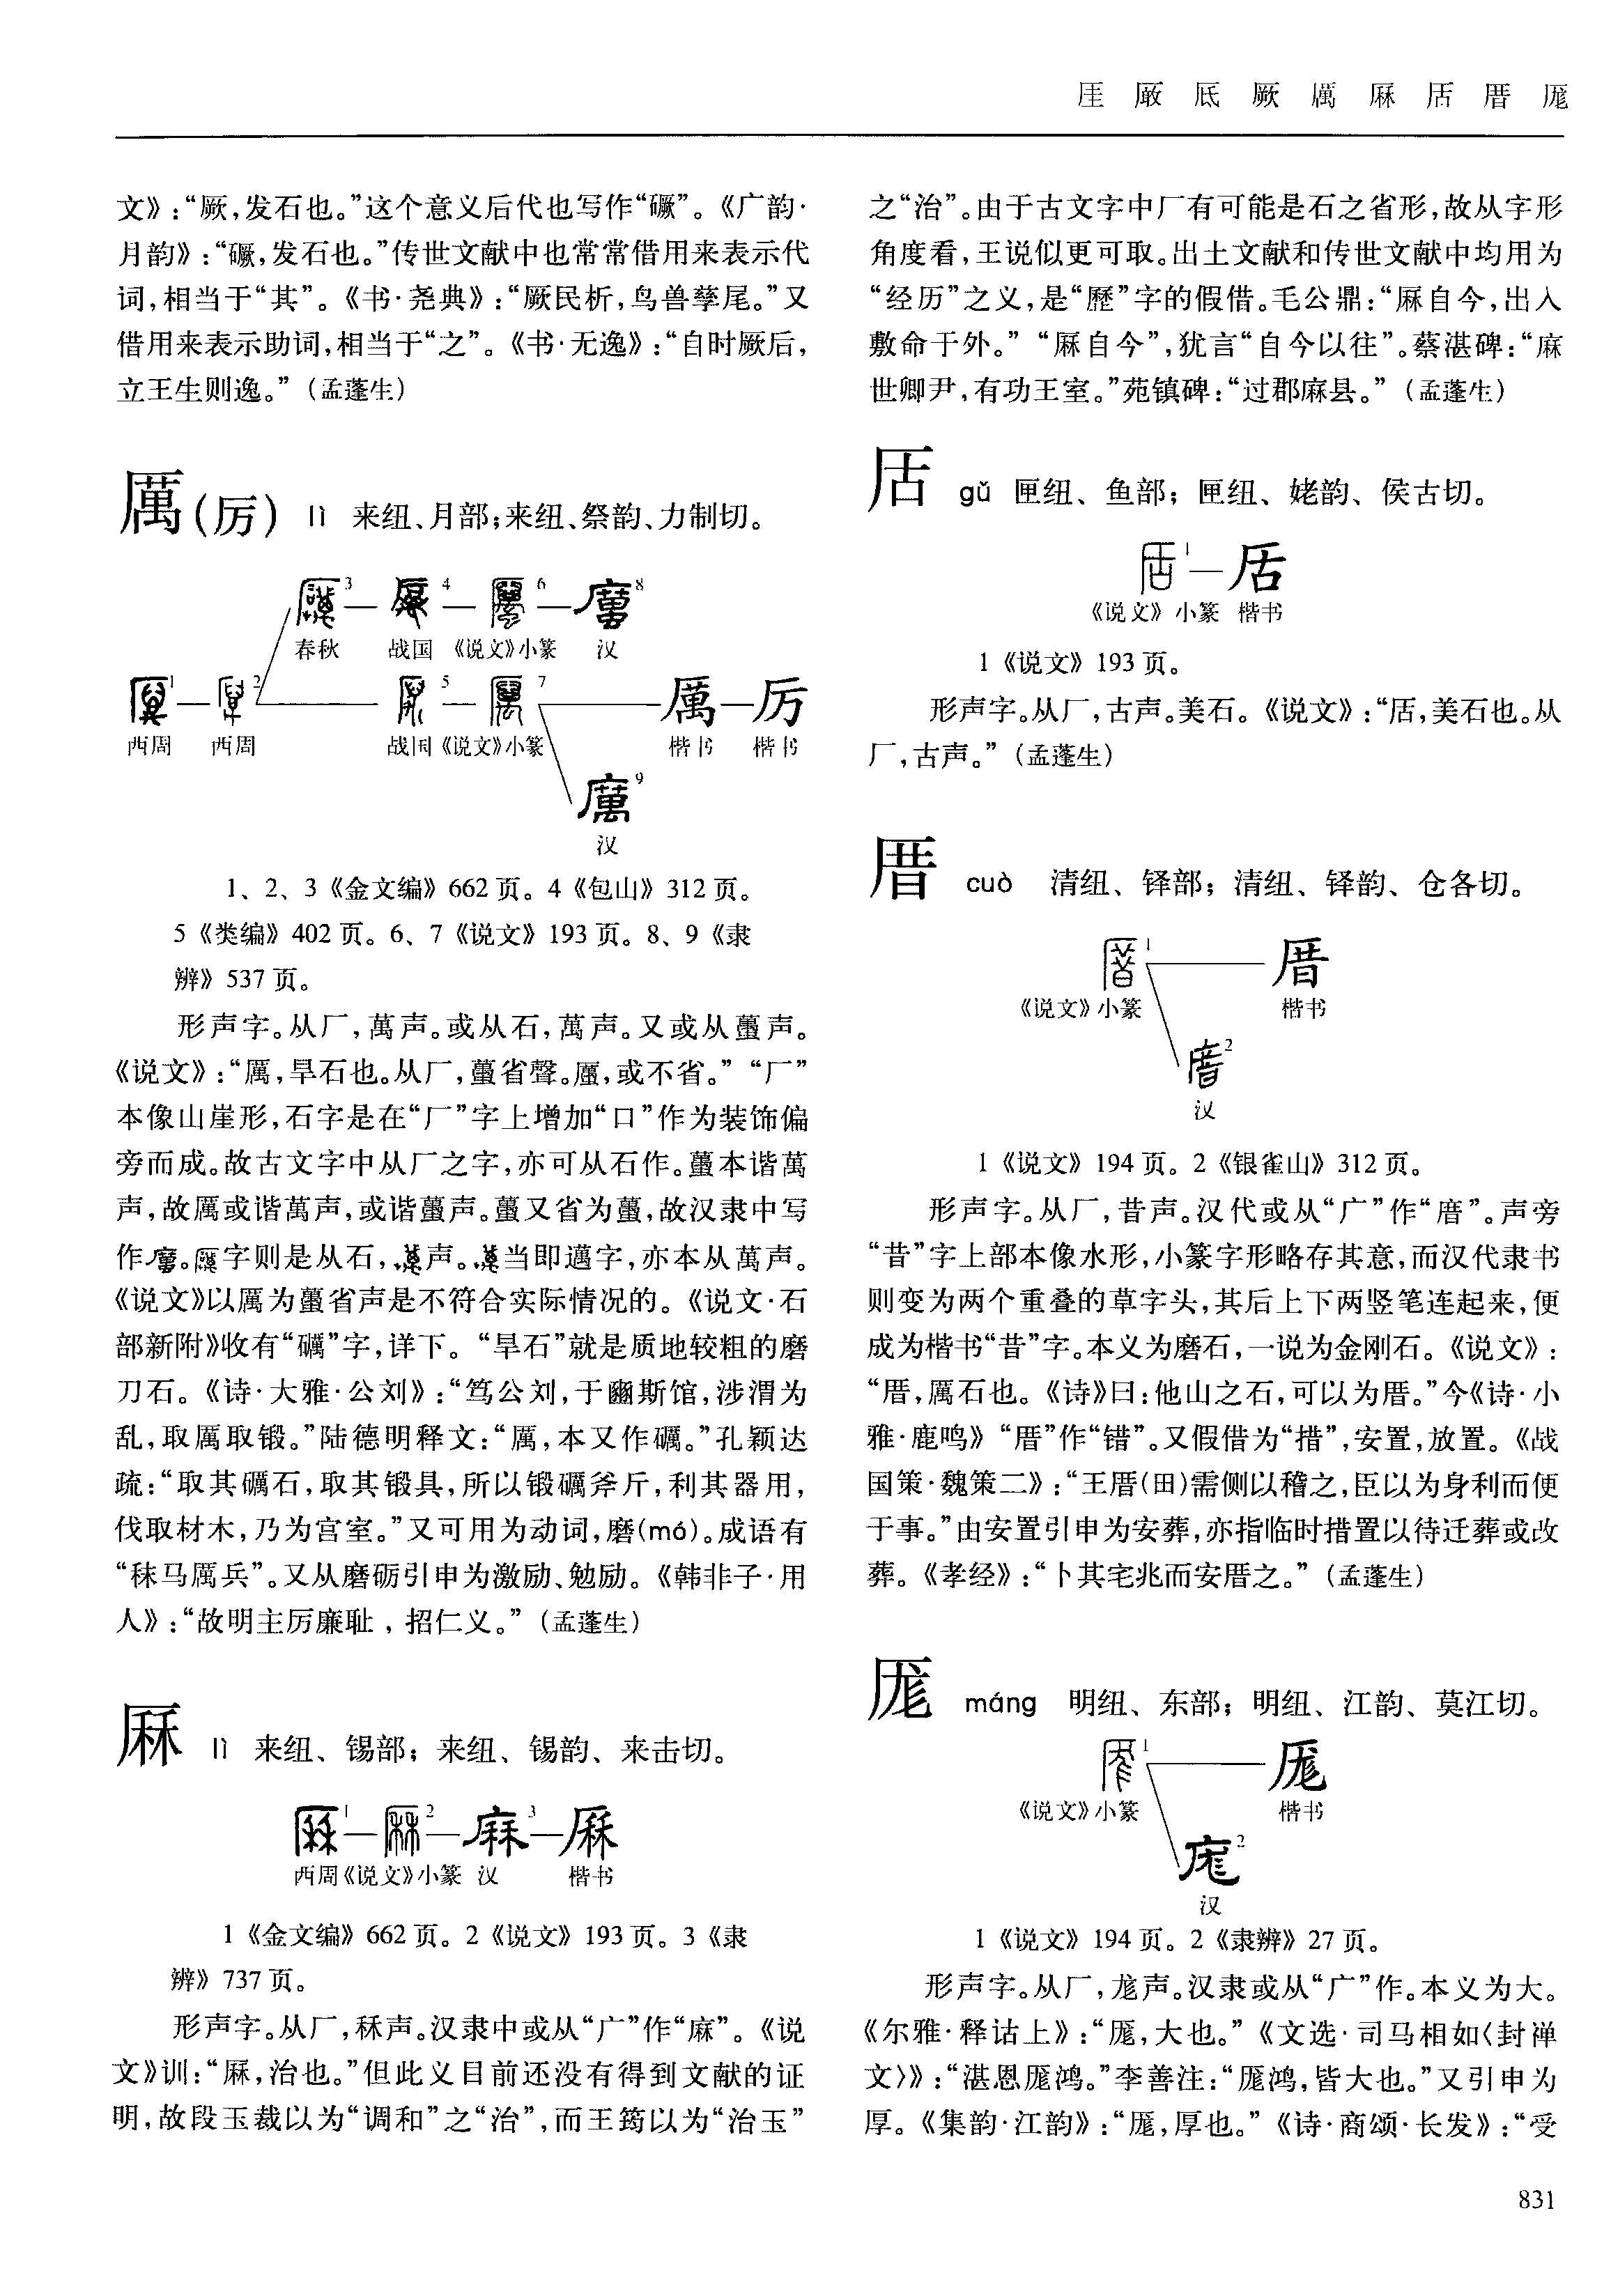 厓 厰 厎 厥 厲 厤 𠩋 厝 厖
文》:“厥,发石也。”这个意义后代也写作“礮”。《广韵·
月韵》:“礮,发石也。”传世文献中也常常借用来表示代
词,相当于“其”。《书·尧典》:“厥民析,鸟兽孳尾。”又
借用来表示助词,相当于“之”。《书·无逸》:“自时厥后,
立王生则逸。”(孟蓬生)
厲(厉) lì 来纽、月部;来纽、祭韵、力制切。
3 4 6 8
春秋 战国 《说文》小篆 汉
1 2 5 7 厲 厉
西周 西周 战国 《说文》小篆 楷书 楷书
9
汉
1、2、3《金文编》662页。4《包山》312页。
5《类编》402页。6、7《说文》193页。8、9《隶
辨》537页。
形声字。从厂,萬声。或从石,萬声。又或从蠆声。
《说文》:“厲,旱石也。从厂,蠆省聲。,或不省。”“厂”
本像山崖形,石字是在“厂”字上增加“口”作为装饰偏
旁而成。故古文字中从厂之字,亦可从石作。蠆本谐萬
声,故厲或谐萬声,或谐蠆声。蠆又省为,故汉隶中写
作。字则是从石,声。当即邁字,亦本从萬声。
《说文》以厲为蠆省声是不符合实际情况的。《说文·石
部新附》收有“礪”字,详下。“旱石”就是质地较粗的磨
刀石。《诗·大雅·公刘》:“笃公刘,于豳斯馆,涉渭为
乱,取厲取锻。”陆德明释文:“厲,本又作礪。”孔颖达
疏:“取其礪石,取其锻具,所以锻礪斧斤,利其器用,
伐取材木,乃为宫室。”又可用为动词,磨(mó)。成语有
“秣马厲兵”。又从磨砺引申为激励、勉励。《韩非子·用
人》:“故明主厉廉耻,招仁义。”(孟蓬生)
厤 lì 来纽、锡部;来纽、锡韵、来击切。
1 2 3 厤
西周《说文》小篆 汉 楷书
1《金文编》662页。2《说文》193页。3《隶
辨》737页。
形声字。从厂,秝声。汉隶中或从“广”作“麻”。《说
文》训:“厤,治也。”但此义目前还没有得到文献的证
明,故段玉裁以为“调和”之“治”,而王筠以为“治玉”
之“治”。由于古文字中厂有可能是石之省形,故从字形
角度看,王说似更可取。出土文献和传世文献中均用为
“经历”之义,是“歷”字的假借。毛公鼎:“厤自今,出入
敷命于外。”“厤自今”,犹言“自今以往”。蔡湛碑:“麻
世卿尹,有功王室。”苑镇碑:“过郡麻县。”(孟蓬生)
𠩋 gǔ 匣纽、鱼部;匣纽、姥韵、侯古切。
1 𠩋
《说文》小篆 楷书
1《说文》193页。
形声字。从厂,古声。美石。《说文》:“𠩋,美石也。从
厂,古声。”(孟蓬生)
厝 cuò 清纽、铎部;清纽、铎韵、仓各切。
1 厝
《说文》小篆 楷书
2
汉
1《说文》194页。2《银雀山》312页。
形声字。从厂,昔声。汉代或从“广”作“庴”。声旁
“昔”字上部本像水形,小篆字形略存其意,而汉代隶书
则变为两个重叠的草字头,其后上下两竖笔连起来,便
成为楷书“昔”字。本义为磨石,一说为金刚石。《说文》:
“厝,厲石也。《诗》曰:他山之石,可以为厝。”今《诗·小
雅·鹿鸣》“厝”作“错”。又假借为“措”,安置,放置。《战
国策·魏策二》:“王厝(田)需侧以稽之,臣以为身利而便
于事。”由安置引申为安葬,亦指临时措置以待迁葬或改
葬。《孝经》:“卜其宅兆而安厝之。”(孟蓬生)
厖 máng 明纽、东部;明纽、江韵、莫江切。
1 厖
《说文》小篆 楷书
2
汉
1《说文》194页。2《隶辨》27页。
形声字。从厂,尨声。汉隶或从“广”作。本义为大。
《尔雅·释诂上》:“厖,大也。”《文选·司马相如〈封禅
文〉》:“湛恩厖鸿。”李善注:“厖鸿,皆大也。”又引申为
厚。《集韵·江韵》:“厖,厚也。”《诗·商颂·长发》:“受
831